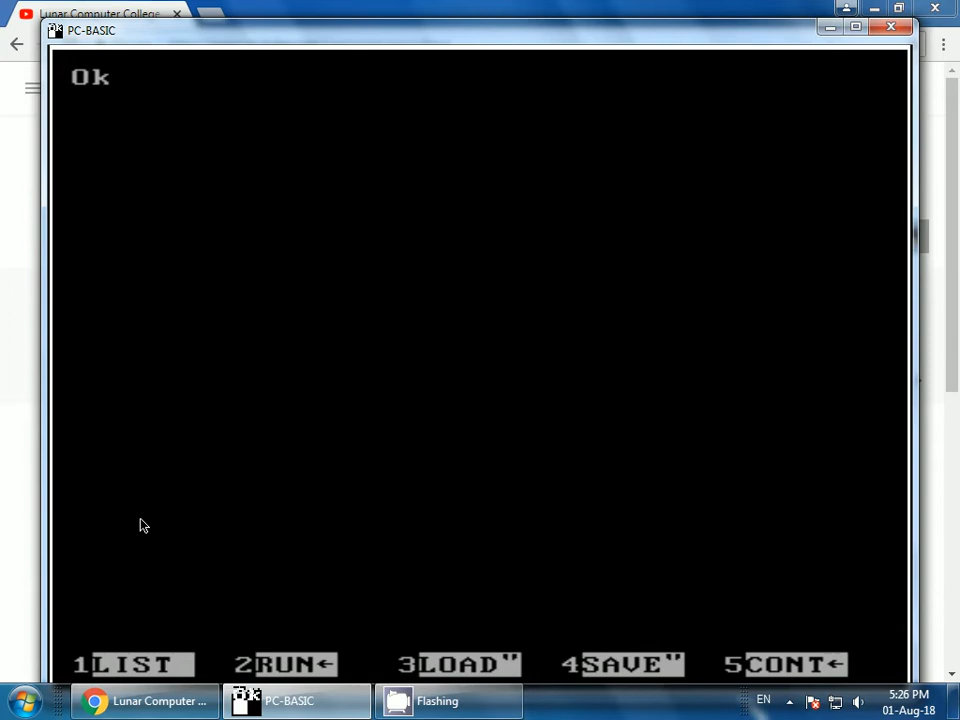 Lunar Computer College
PC-BASIC
Ok
1LIST 2RUN← 3LOAD" 4SAVE" 5CONT←
Lunar Computer ... PC-BASIC Flashing EN 5:26 PM
01-Aug-18